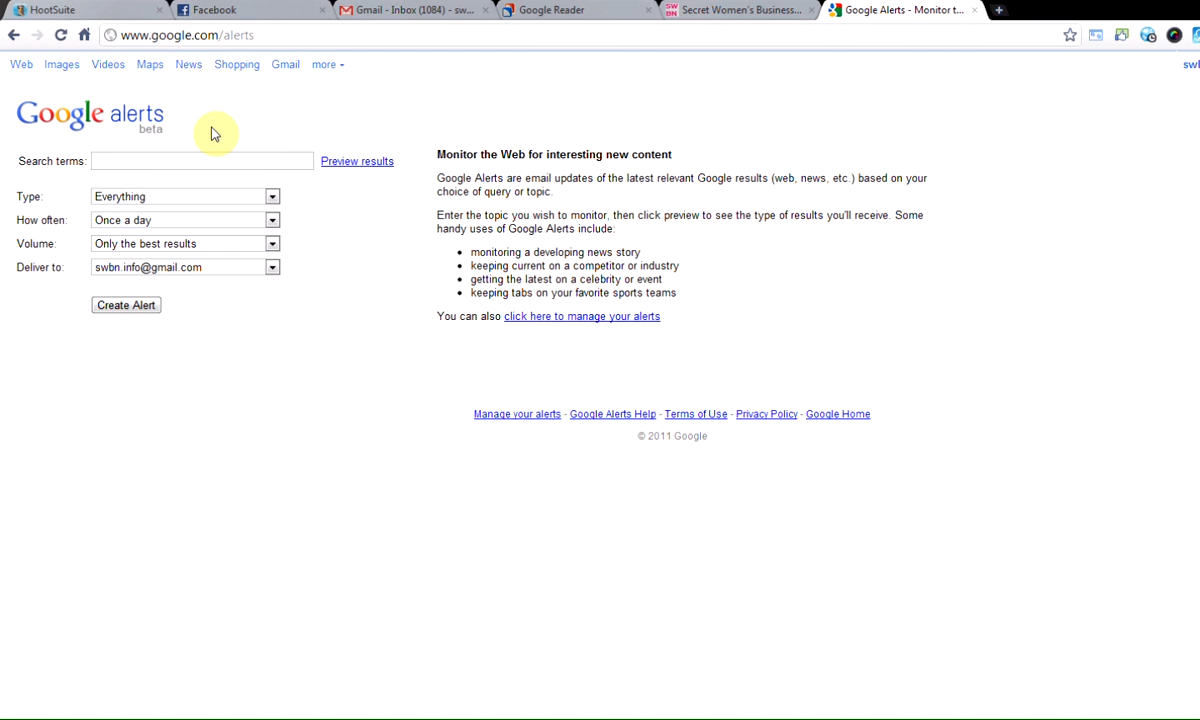 HootSuite
Facebook
Gmail - Inbox (1084) - sw...
Google Reader
Secret Women's Business...
Google Alerts - Monitor t...
www.google.com/alerts
Web Images Videos Maps News Shopping Gmail more
Google alerts
beta
Search terms: Preview results
Type: Everything
How often: Once a day
Volume: Only the best results
Deliver to: swbn.info@gmail.com
Create Alert
Monitor the Web for interesting new content
Google Alerts are email updates of the latest relevant Google results (web, news, etc.) based on your
choice of query or topic.
Enter the topic you wish to monitor, then click preview to see the type of results you'll receive. Some
handy uses of Google Alerts include:
monitoring a developing news story
keeping current on a competitor or industry
getting the latest on a celebrity or event
keeping tabs on your favorite sports teams
You can also click here to manage your alerts
Manage your alerts - Google Alerts Help - Terms of Use - Privacy Policy - Google Home
© 2011 Google